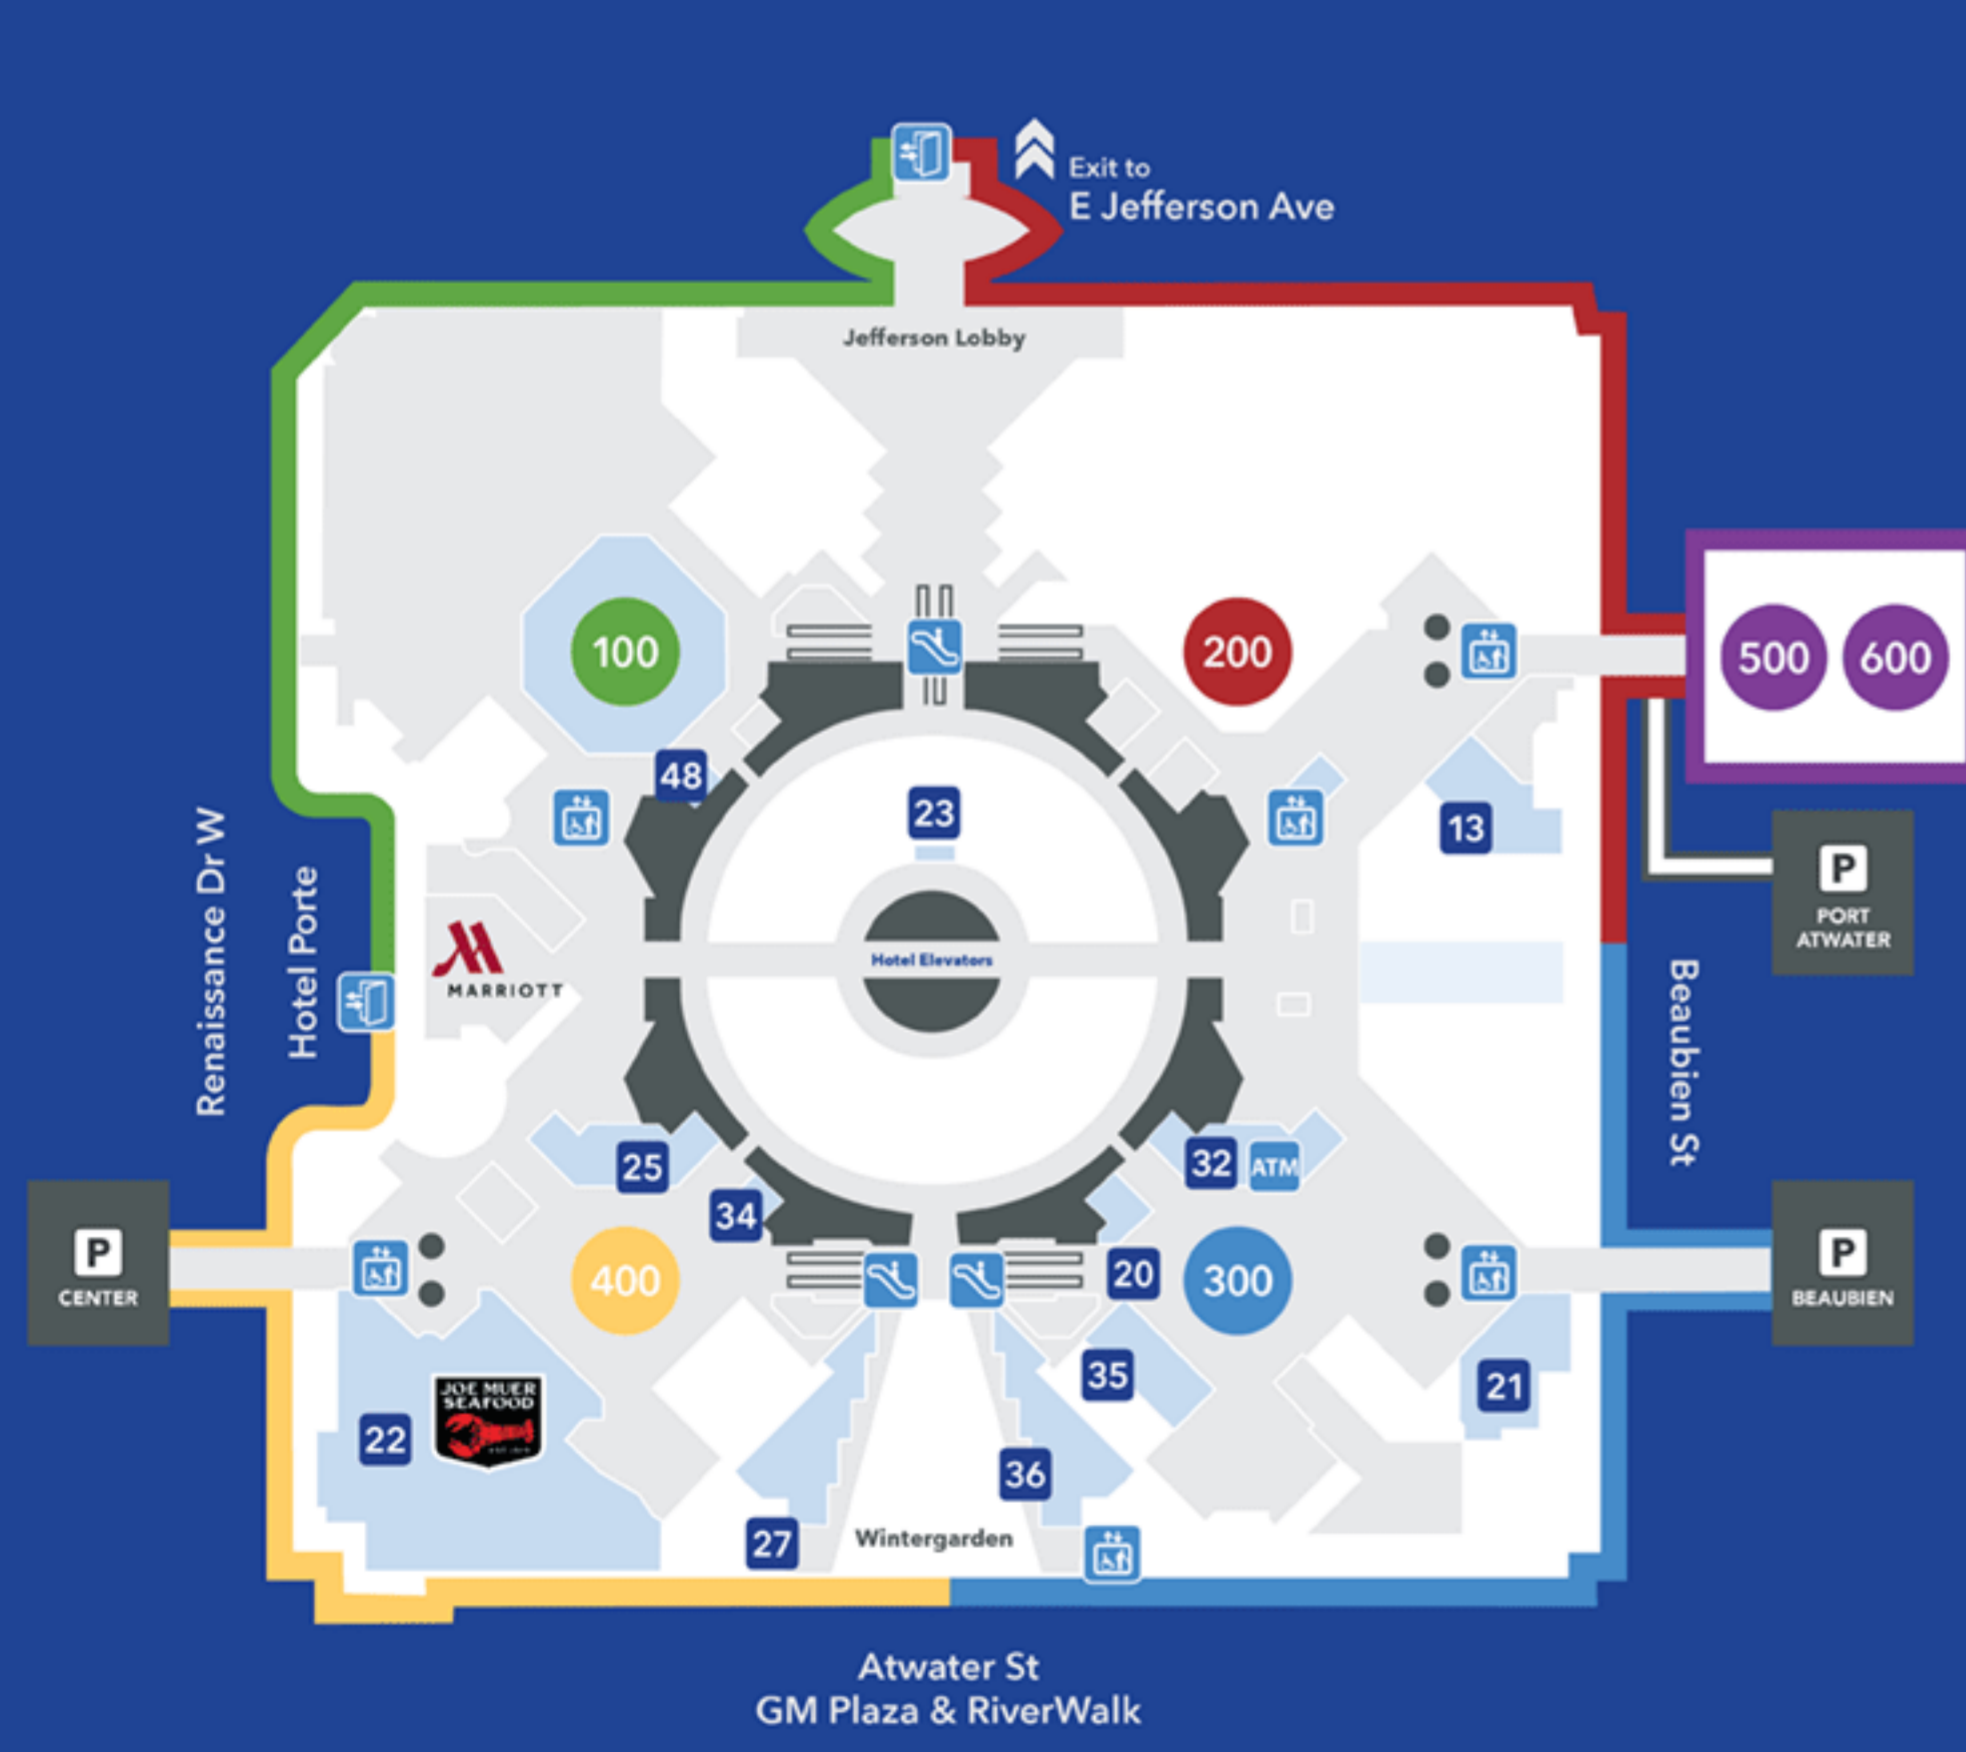 Exit to
E Jefferson Ave
Jefferson Lobby
100
200
500
600
48
23
13
P
PORT
ATWATER
Renaissance Dr W
Hotel Porte
MARRIOTT
Hotel Elevators
Beaubien St
25
32
ATM
34
P
CENTER
400
20
300
P
BEAUBIEN
JOE MUER
SEAFOOD
22
35
21
36
27
Wintergarden
Atwater St
GM Plaza & RiverWalk